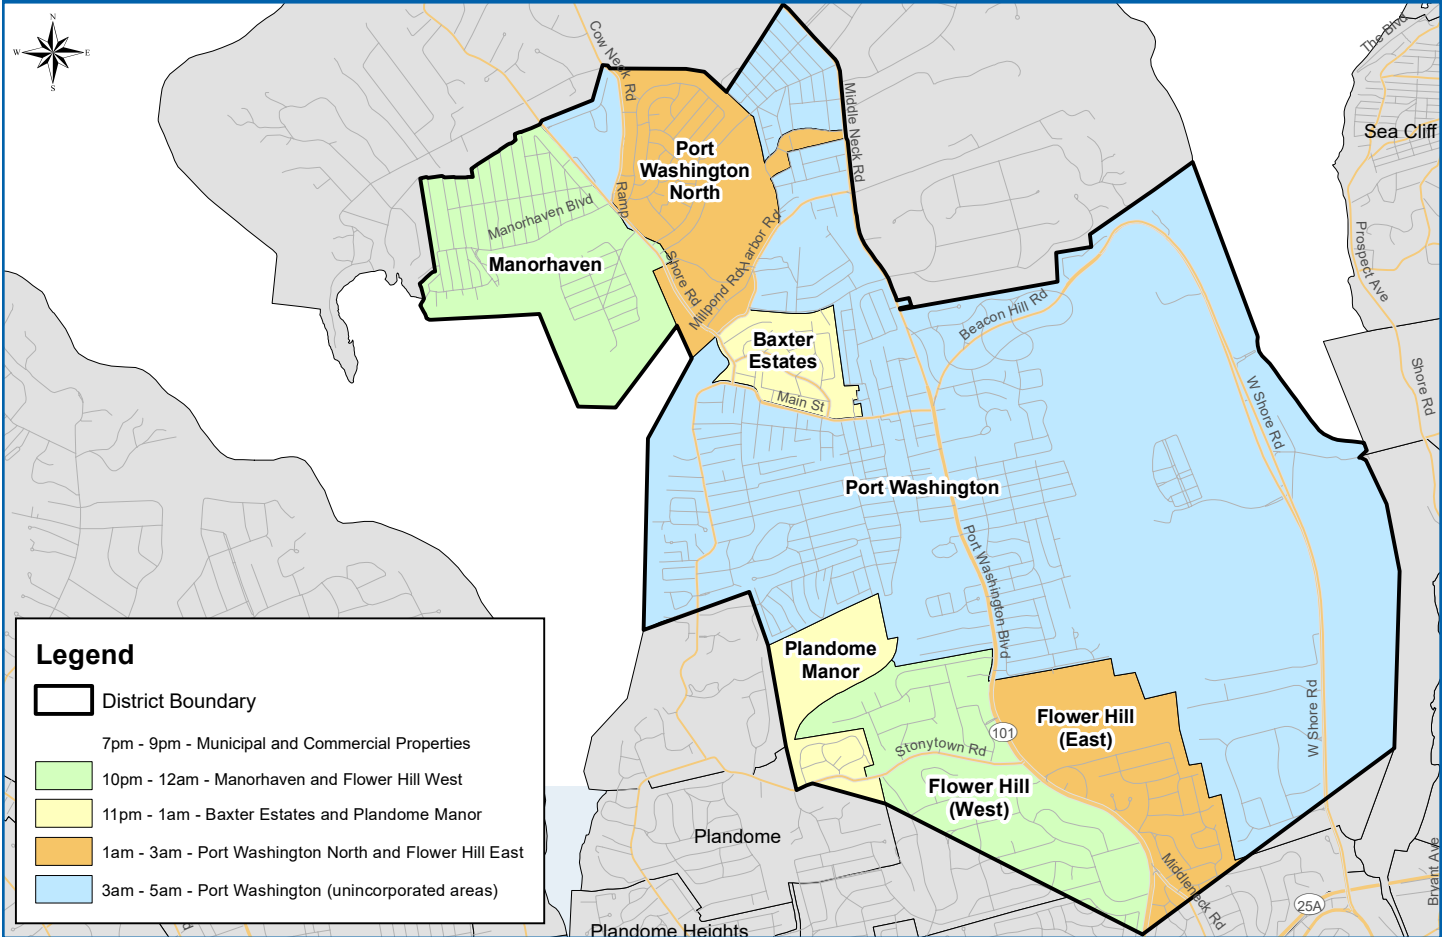 N
W
E
S
Cow Neck Rd
Middle Neck Rd
The Blvd
Sea Cliff
Port
Washington
North
Ramp
Manorhaven Blvd
Manorhaven
Shore Rd
Millpond Rd
Harbor Rd
Prospect Ave
Beacon Hill Rd
Baxter
Estates
Main St
Shore Rd
W Shore Rd
Port Washington
Port Washington Blvd
Plandome
Manor
Flower Hill
(East)
101
W Shore Rd
Stonytown Rd
Flower Hill
(West)
Plandome
Middleneck Rd
25A
Bryant Ave
Plandome Heights
Legend
District Boundary
7pm - 9pm - Municipal and Commercial Properties
10pm - 12am - Manorhaven and Flower Hill West
11pm - 1am - Baxter Estates and Plandome Manor
1am - 3am - Port Washington North and Flower Hill East
3am - 5am - Port Washington (unincorporated areas)